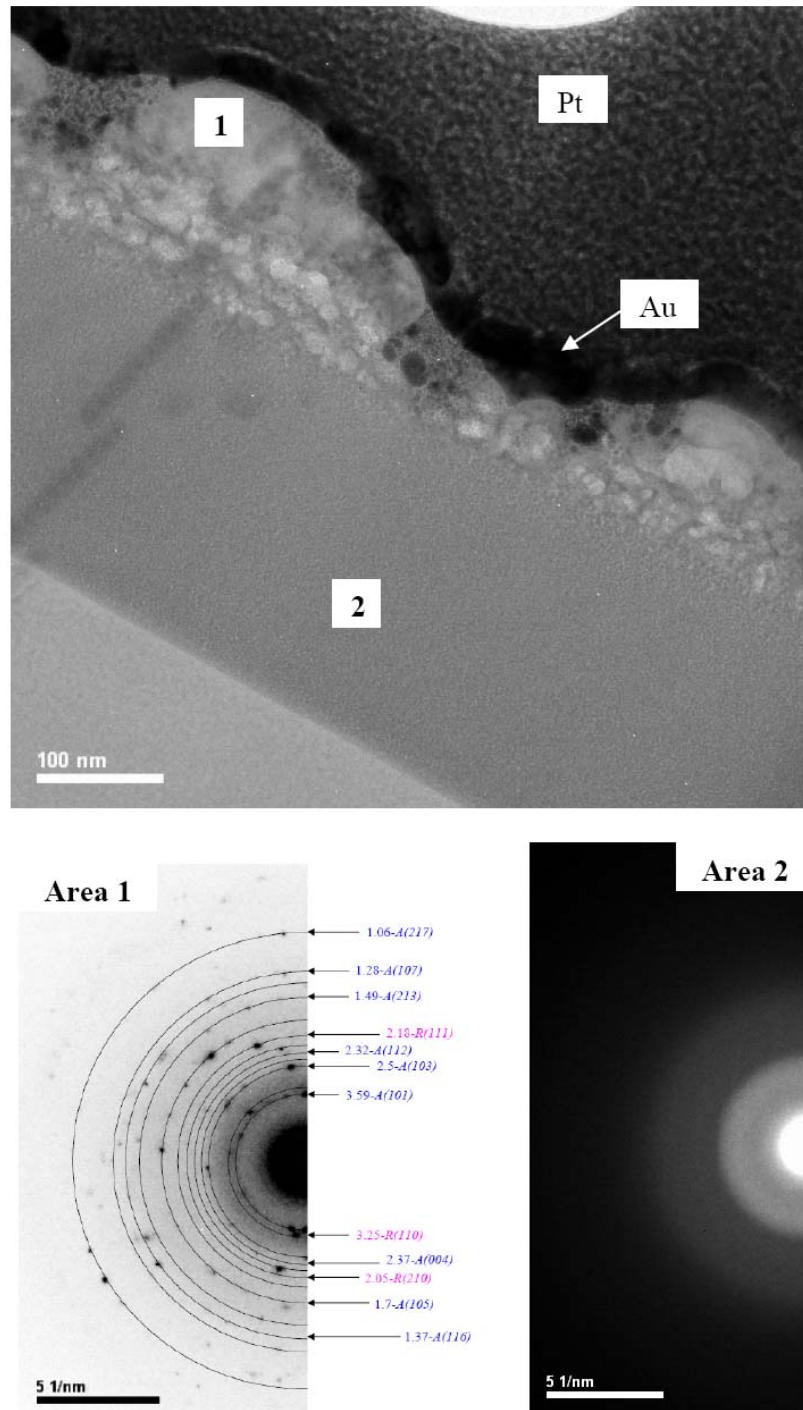 1
Pt
Au
2
100 nm
Area 1
1.06-A(217)
1.28-A(107)
1.49-A(213)
2.18-R(111)
2.32-A(112)
2.5-A(103)
3.59-A(101)
3.25-R(110)
2.37-A(004)
2.05-R(210)
1.7-A(105)
1.37-A(116)
5 1/nm
Area 2
5 1/nm